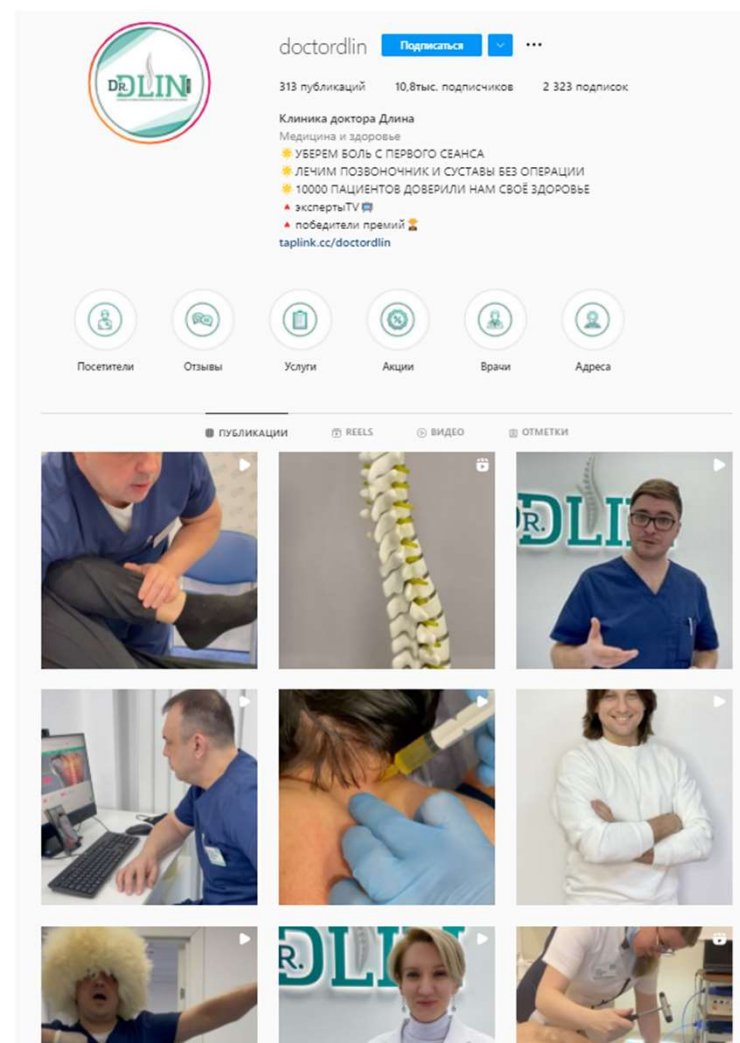 doctordlin Подписаться
DR. DLIN
313 публикаций 10,8тыс. подписчиков 2 323 подписок
Клиника доктора Длина
Медицина и здоровье
УБЕРЕМ БОЛЬ С ПЕРВОГО СЕАНСА
ЛЕЧИМ ПОЗВОНОЧНИК И СУСТАВЫ БЕЗ ОПЕРАЦИИ
10000 ПАЦИЕНТОВ ДОВЕРИЛИ НАМ СВОЁ ЗДОРОВЬЕ
экспертыTV
победители премий
taplink.cc/doctordlin
Посетители Отзывы Услуги Акции Врачи Адреса
ПУБЛИКАЦИИ REELS ВИДЕО ОТМЕТКИ
R. DLI
R. DLI